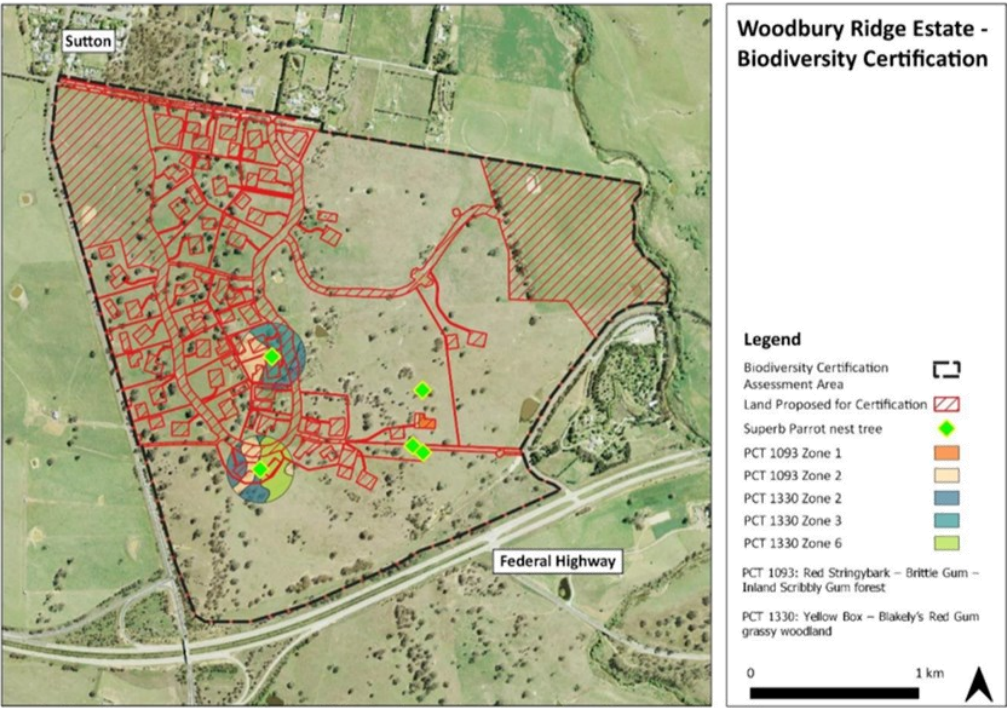 Sutton
Federal Highway
Woodbury Ridge Estate -
Biodiversity Certification
Legend
Biodiversity Certification
Assessment Area
Land Proposed for Certification
Superb Parrot nest tree
PCT 1093 Zone 1
PCT 1093 Zone 2
PCT 1330 Zone 2
PCT 1330 Zone 3
PCT 1330 Zone 6
PCT 1093: Red Stringybark – Brittle Gum –
Inland Scribbly Gum forest
PCT 1330: Yellow Box – Blakely's Red Gum
grassy woodland
0 1 km